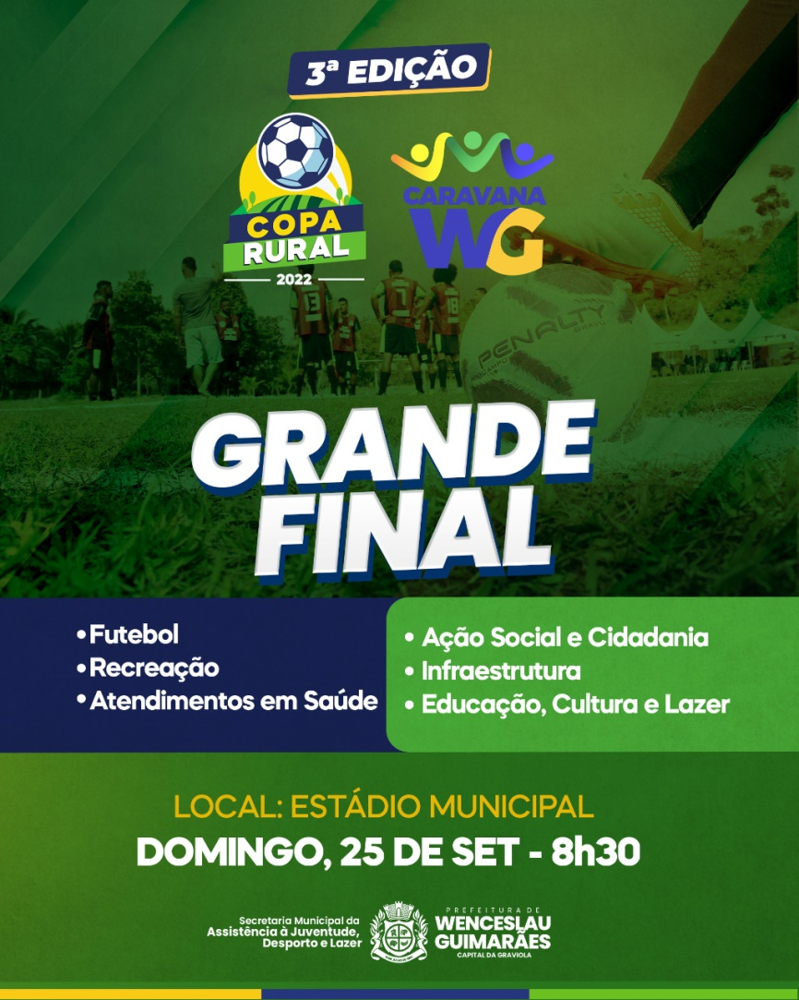 3ª EDIÇÃO
COPA
RURAL
2022
CARAVANA
WG
13
18
PENALTY
GRANDE
FINAL
•Futebol
•Recreação
•Atendimentos em Saúde
• Ação Social e Cidadania
• Infraestrutura
• Educação, Cultura e Lazer
LOCAL: ESTÁDIO MUNICIPAL
DOMINGO, 25 DE SET - 8h30
Secretaria Municipal da
Assistência à Juventude,
Desporto e Lazer
PREFEITURA DE
WENCESLAU
GUIMARÃES
CAPITAL DA GRAVIOLA